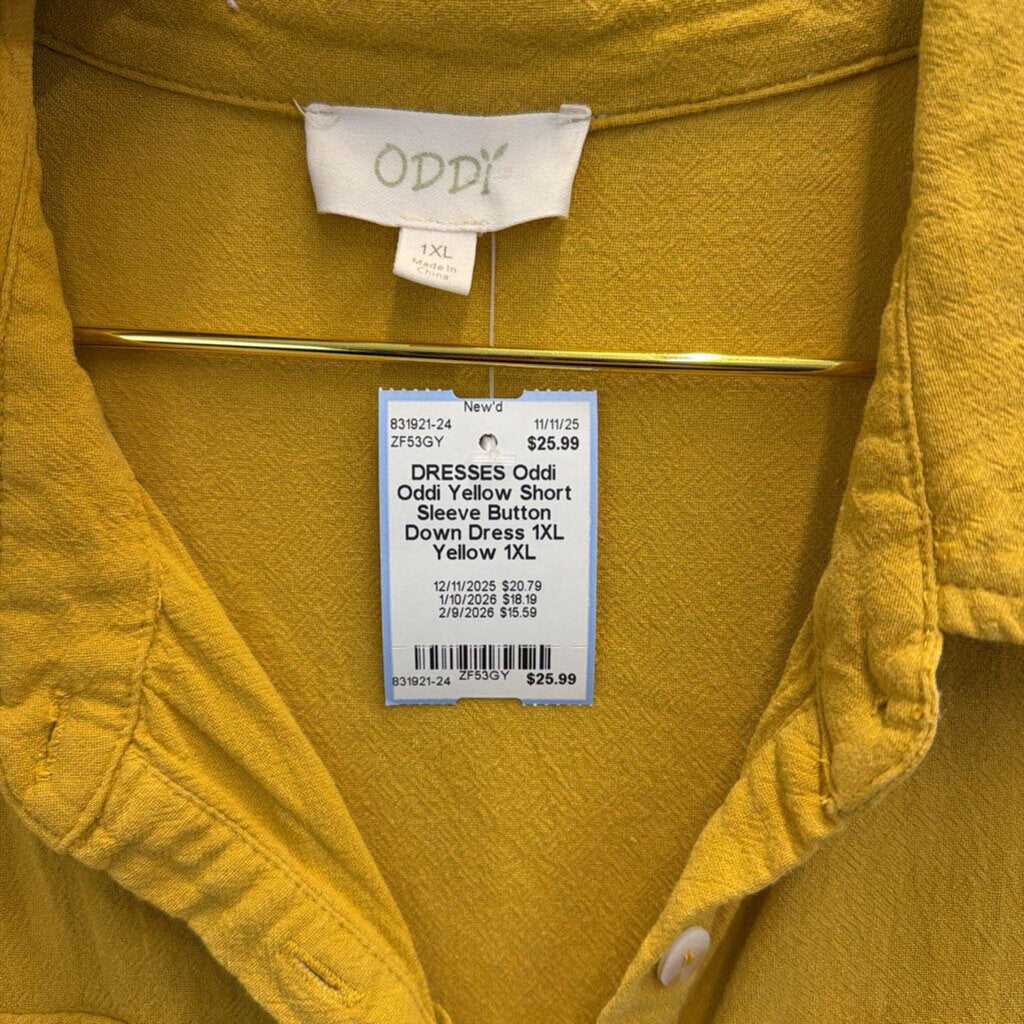 ODDI
1XL
Made In
China
New'd
831921-24 11/11/25
ZF53GY $25.99
DRESSES Oddi
Oddi Yellow Short
Sleeve Button
Down Dress 1XL
Yellow 1XL
12/11/2025 $20.79
1/10/2026 $18.19
2/9/2026 $15.59
831921-24 ZF53GY $25.99